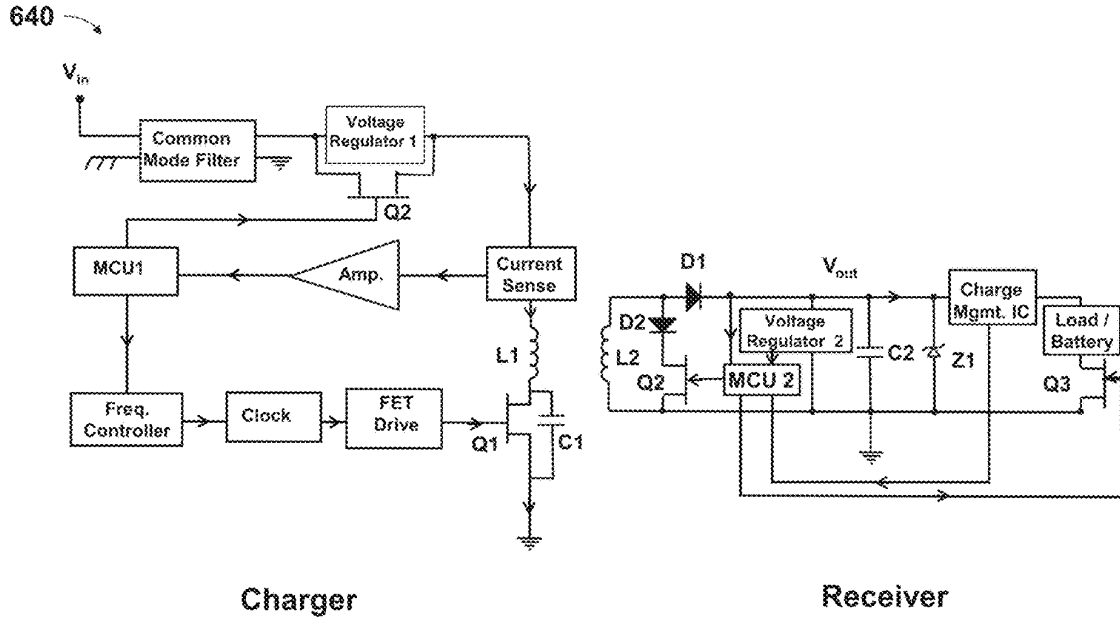 640
Vin
Common
Mode Filter
Voltage
Regulator 1
Q2
MCU1
Amp.
Current
Sense
L1
Freq.
Controller
Clock
FET
Drive
Q1
C1
Charger
D1
Vout
D2
L2
Q2
Voltage
Regulator 2
MCU 2
C2
Z1
Charge
Mgmt. IC
Load /
Battery
Q3
Receiver